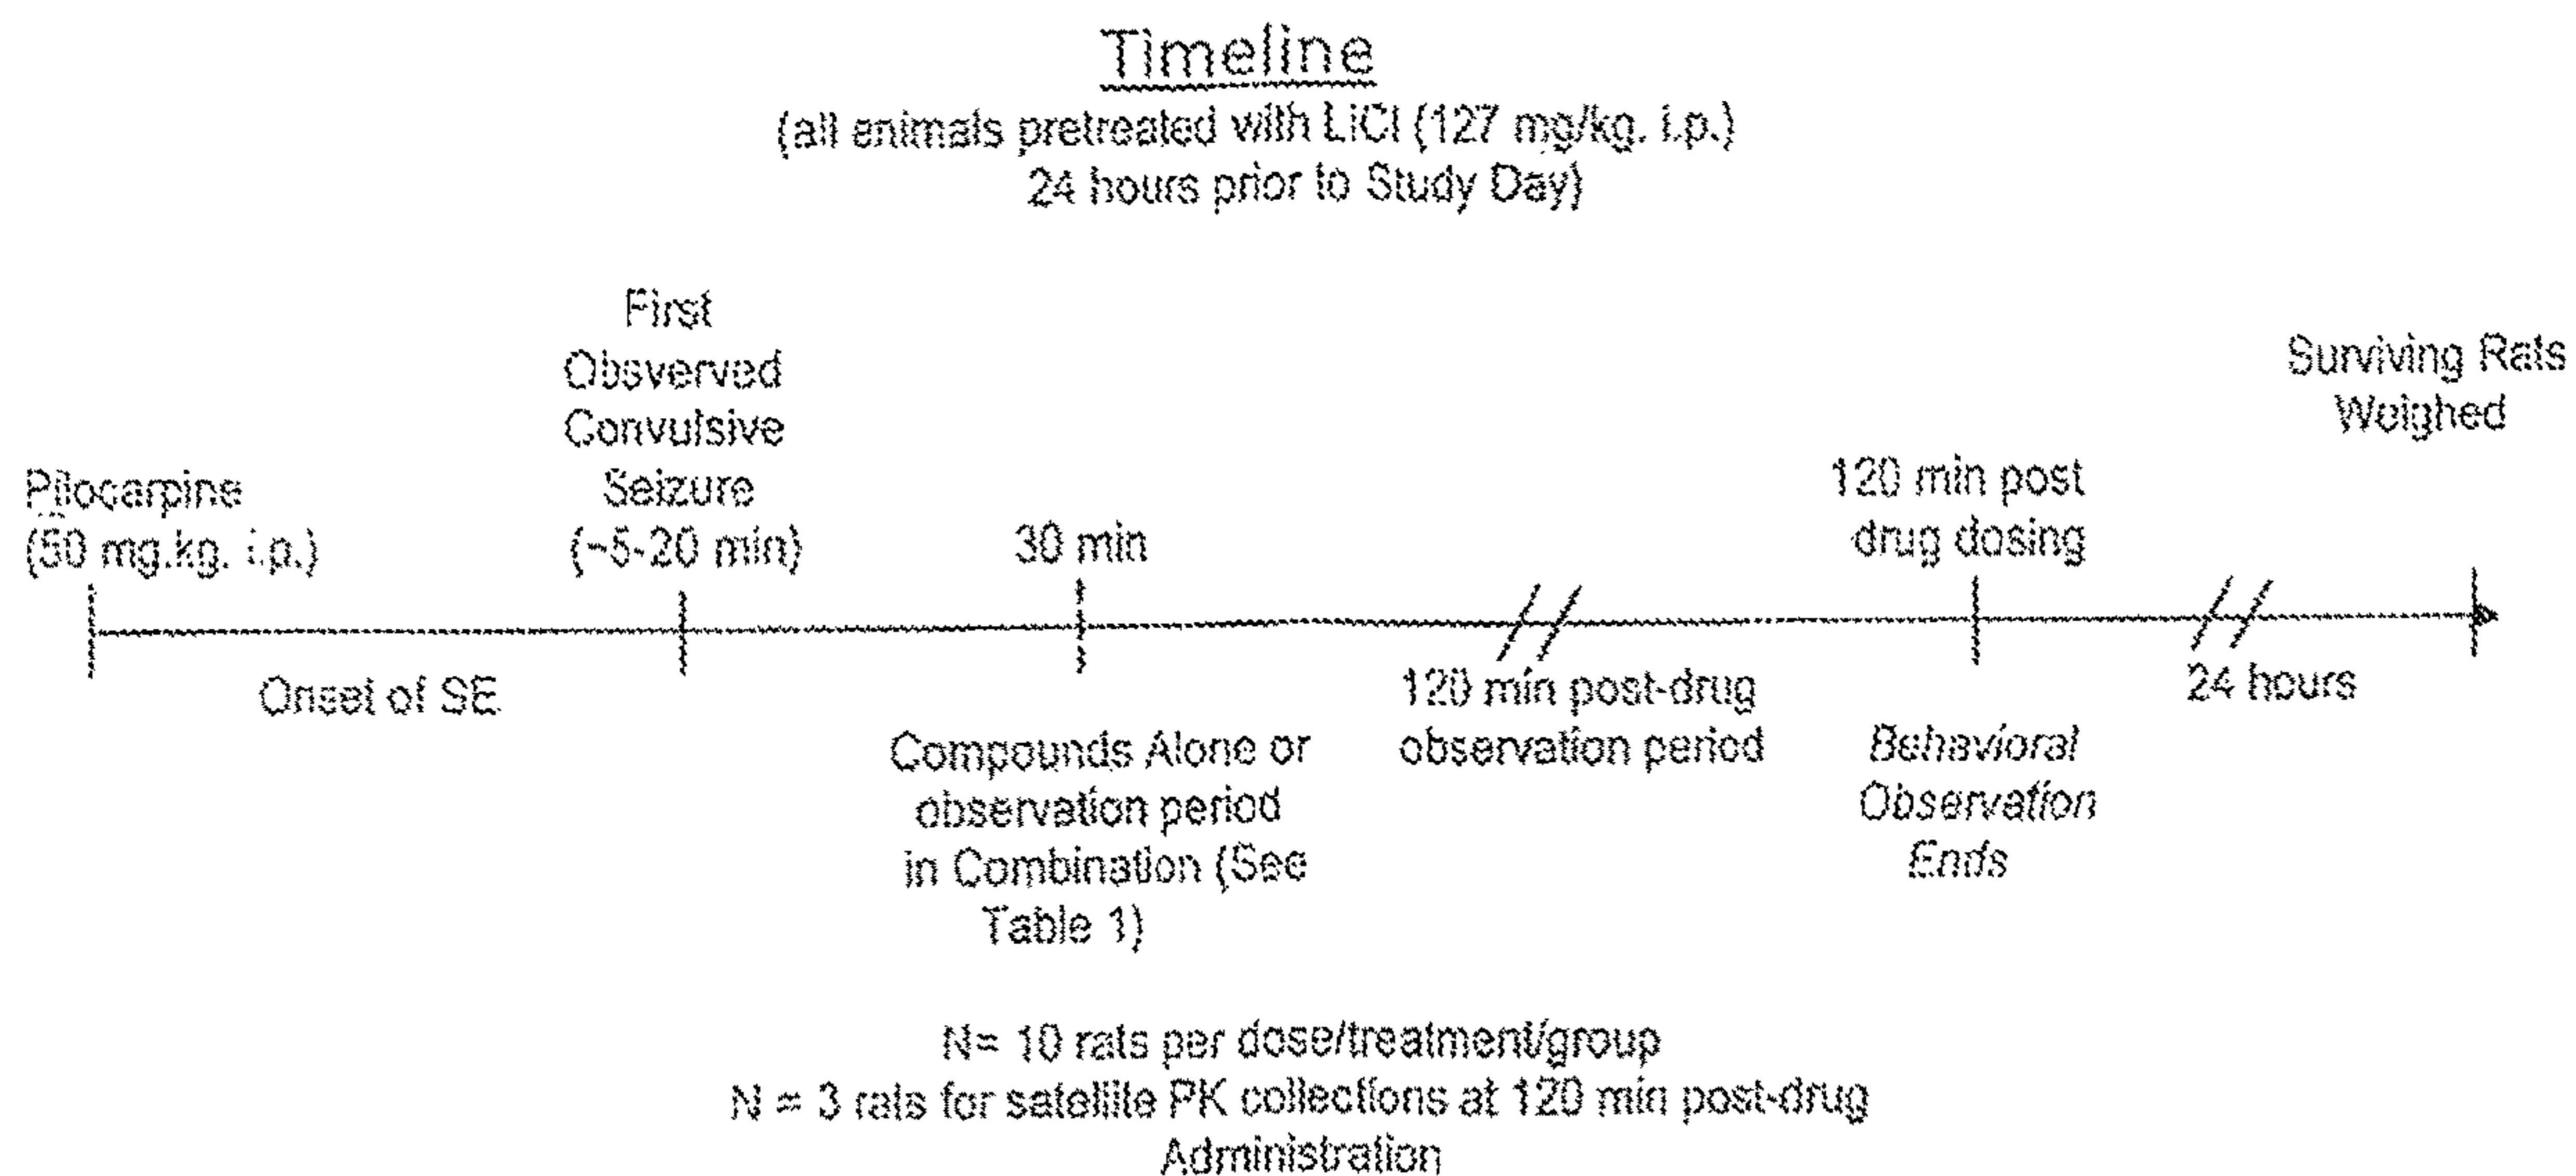 Timeline
(all animals pretreated with LiCl (127 mg/kg. i.p.)
24 hours prior to Study Day)
First
Obsverved
Convulsive
Seizure
(~5-20 min)
Pilocarpine
(50 mg.kg. i.p.)
30 min
120 min post
drug dosing
Surviving Rats
Weighed
Onset of SE
Compounds Alone or
observation period
in Combination (See
Table 1)
120 min post-drug
observation period
Behavioral
Observation
Ends
24 hours
N= 10 rats per dose/treatment/group
N = 3 rats for satellite PK collections at 120 min post-drug
Administration